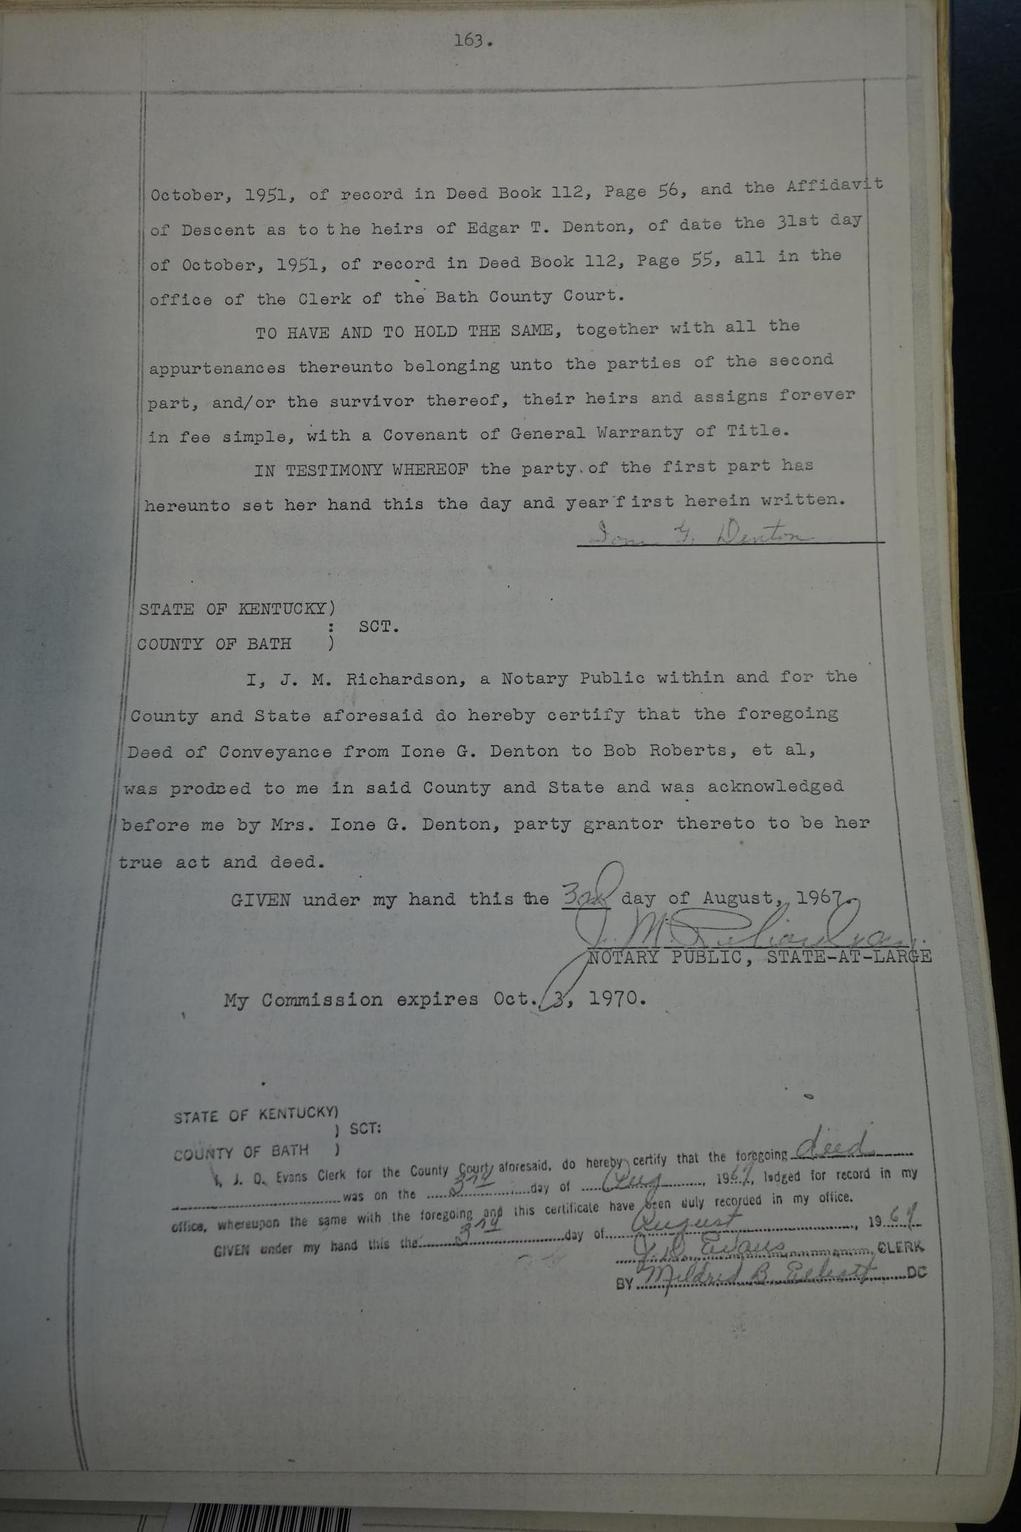 163.
October, 1951, of record in Deed Book 112, Page 56, and the Affidavit
of Descent as to the heirs of Edgar T. Denton, of date the 31st day
of October, 1951, of record in Deed Book 112, Page 55, all in the
office of the Clerk of the Bath County Court.
TO HAVE AND TO HOLD THE SAME, together with all the
appurtenances thereunto belonging unto the parties of the second
part, and/or the survivor thereof, their heirs and assigns forever
in fee simple, with a Covenant of General Warranty of Title.
IN TESTIMONY WHEREOF the party of the first part has
hereunto set her hand this the day and year first herein written.
G. Denton
STATE OF KENTUCKY)
: SCT.
COUNTY OF BATH )
I, J. M. Richardson, a Notary Public within and for the
County and State aforesaid do hereby certify that the foregoing
Deed of Conveyance from Ione G. Denton to Bob Roberts, et al,
was prodced to me in said County and State and was acknowledged
before me by Mrs. Ione G. Denton, party grantor thereto to be her
true act and deed.
GIVEN under my hand this the 3rd day of August, 1967.
J. M. Richardson
NOTARY PUBLIC, STATE-AT-LARGE
My Commission expires Oct. 3, 1970.
STATE OF KENTUCKY)
) SCT:
COUNTY OF BATH )
I, J. D. Evans Clerk for the County Court aforesaid, do hereby certify that the foregoing deed
was on the 3rd day of Aug, 1967, lodged for record in my
office, whereupon the same with the foregoing and this certificate have been duly recorded in my office.
GIVEN under my hand this the 3rd day of August, 1967
J. D. Evans CLERK
BY Mildred B. DC